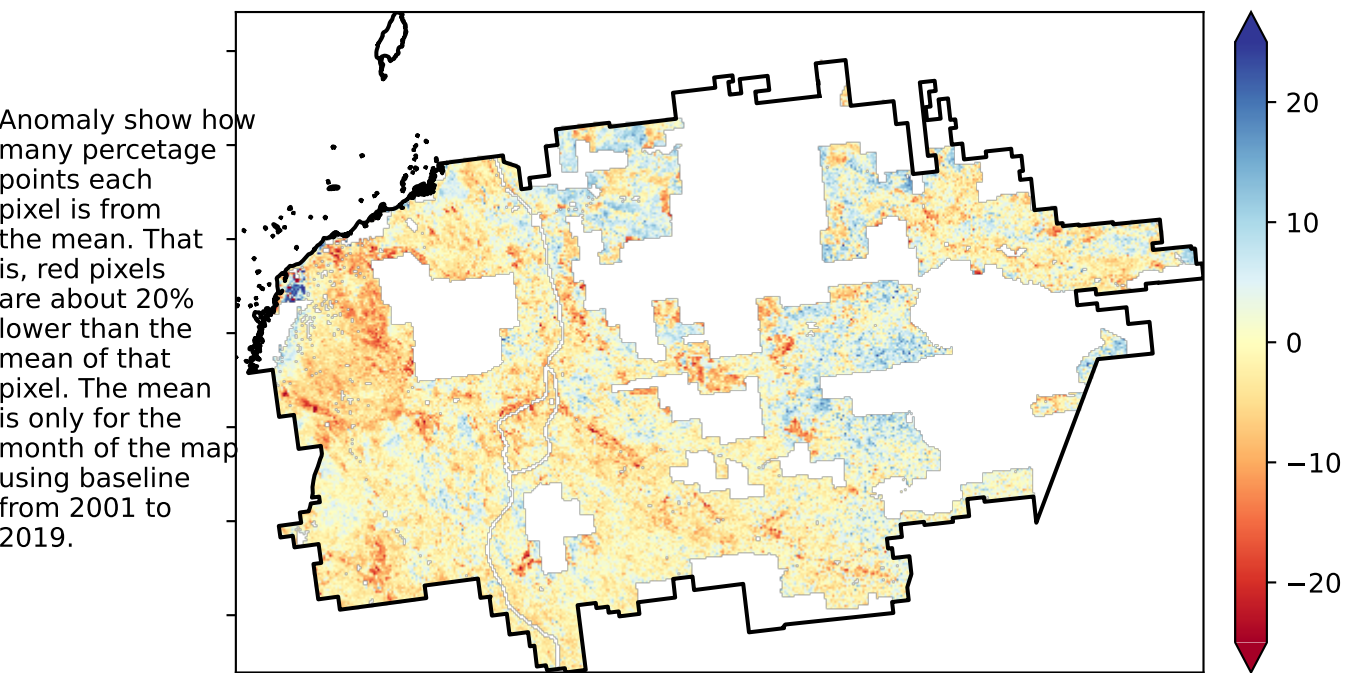 Anomaly show how
many percetage
points each
pixel is from
the mean. That
is, red pixels
are about 20%
lower than the
mean of that
pixel. The mean
is only for the
month of the map
using baseline
from 2001 to
2019.
20
10
0
−10
−20